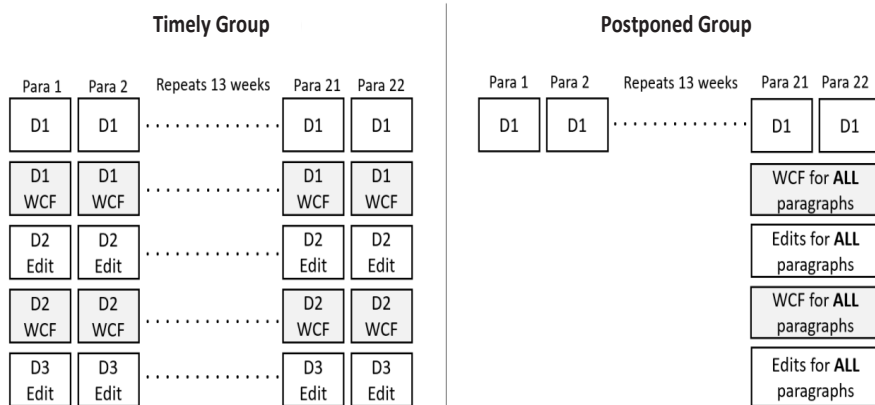 Timely Group
Postponed Group
Para 1 Para 2 Repeats 13 weeks Para 21 Para 22
D1 D1 . . . . . . . . . . . . . . D1 D1
D1 D1 D1 D1
WCF WCF . . . . . . . . . . . . . . WCF WCF
D2 D2 D2 D2
Edit Edit . . . . . . . . . . . . . . Edit Edit
D2 D2 D2 D2
WCF WCF . . . . . . . . . . . . . . WCF WCF
D3 D3 D3 D3
Edit Edit . . . . . . . . . . . . . . Edit Edit
Para 1 Para 2 Repeats 13 weeks Para 21 Para 22
D1 D1 . . . . . . . . . . . . . . D1 D1
WCF for ALL
paragraphs
Edits for ALL
paragraphs
WCF for ALL
paragraphs
Edits for ALL
paragraphs